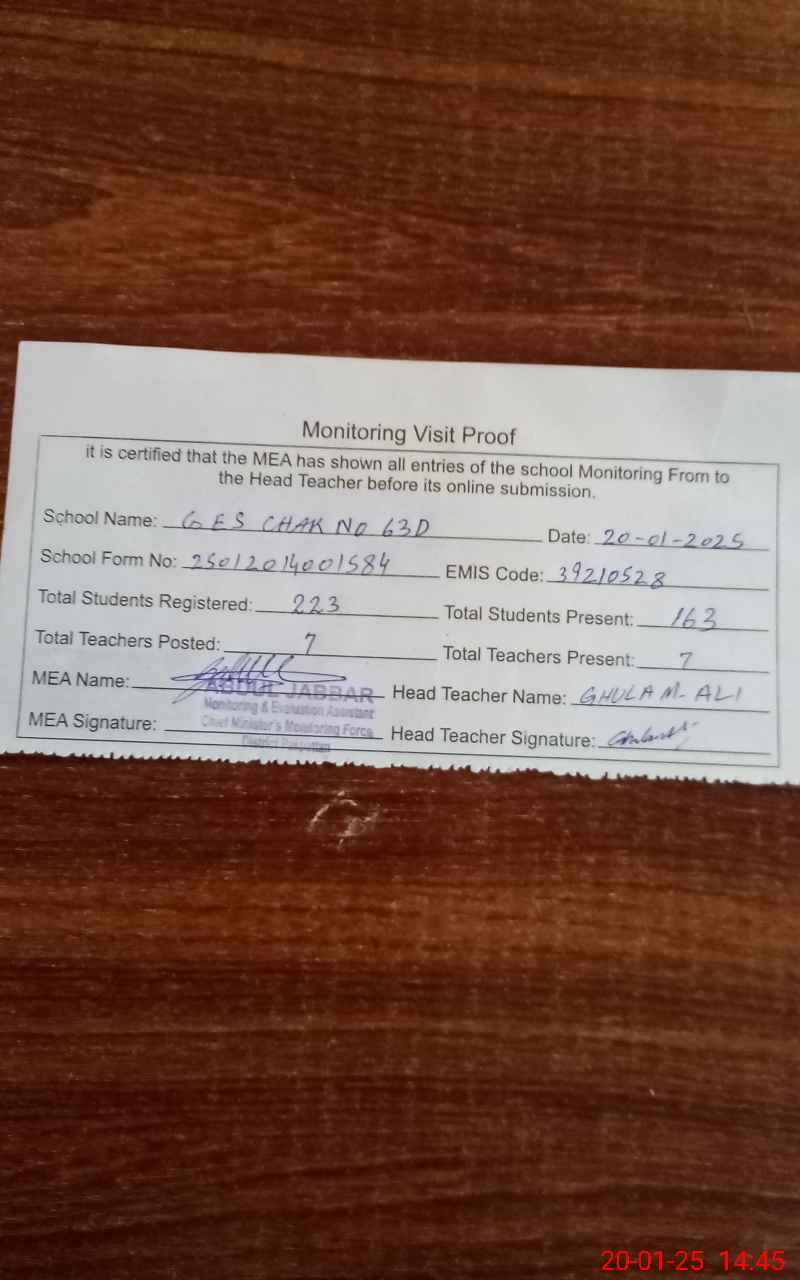 Monitoring Visit Proof
it is certified that the MEA has shown all entries of the school Monitoring From to
the Head Teacher before its online submission.
School Name: GES CHAK NO 63D Date: 20-01-2025
School Form No: 25012014001584 EMIS Code: 39210528
Total Students Registered: 223 Total Students Present: 163
Total Teachers Posted: 7 Total Teachers Present: 7
MEA Name: ABDUL JABBAR Head Teacher Name: GHULAM. ALI
Monitoring & Evaluation Assistant
Chief Minister's Monitoring Force
MEA Signature: Head Teacher Signature:
District
20-01-25 14:45